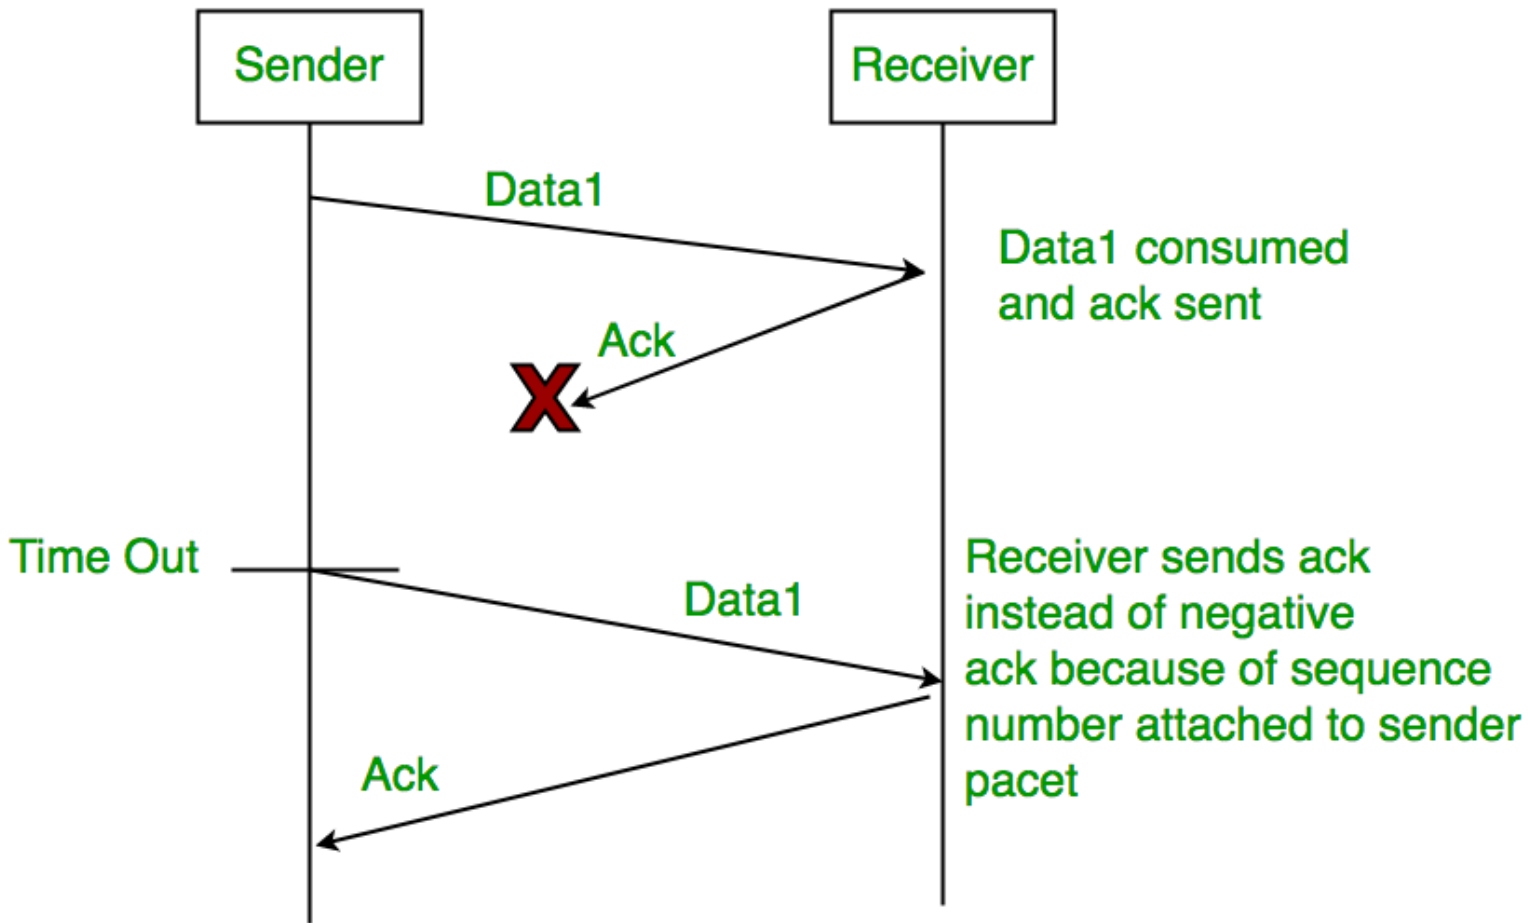 Sender
Receiver
Data1
Data1 consumed
and ack sent
Ack
X
Time Out
Data1
Receiver sends ack
instead of negative
ack because of sequence
number attached to sender
pacet
Ack